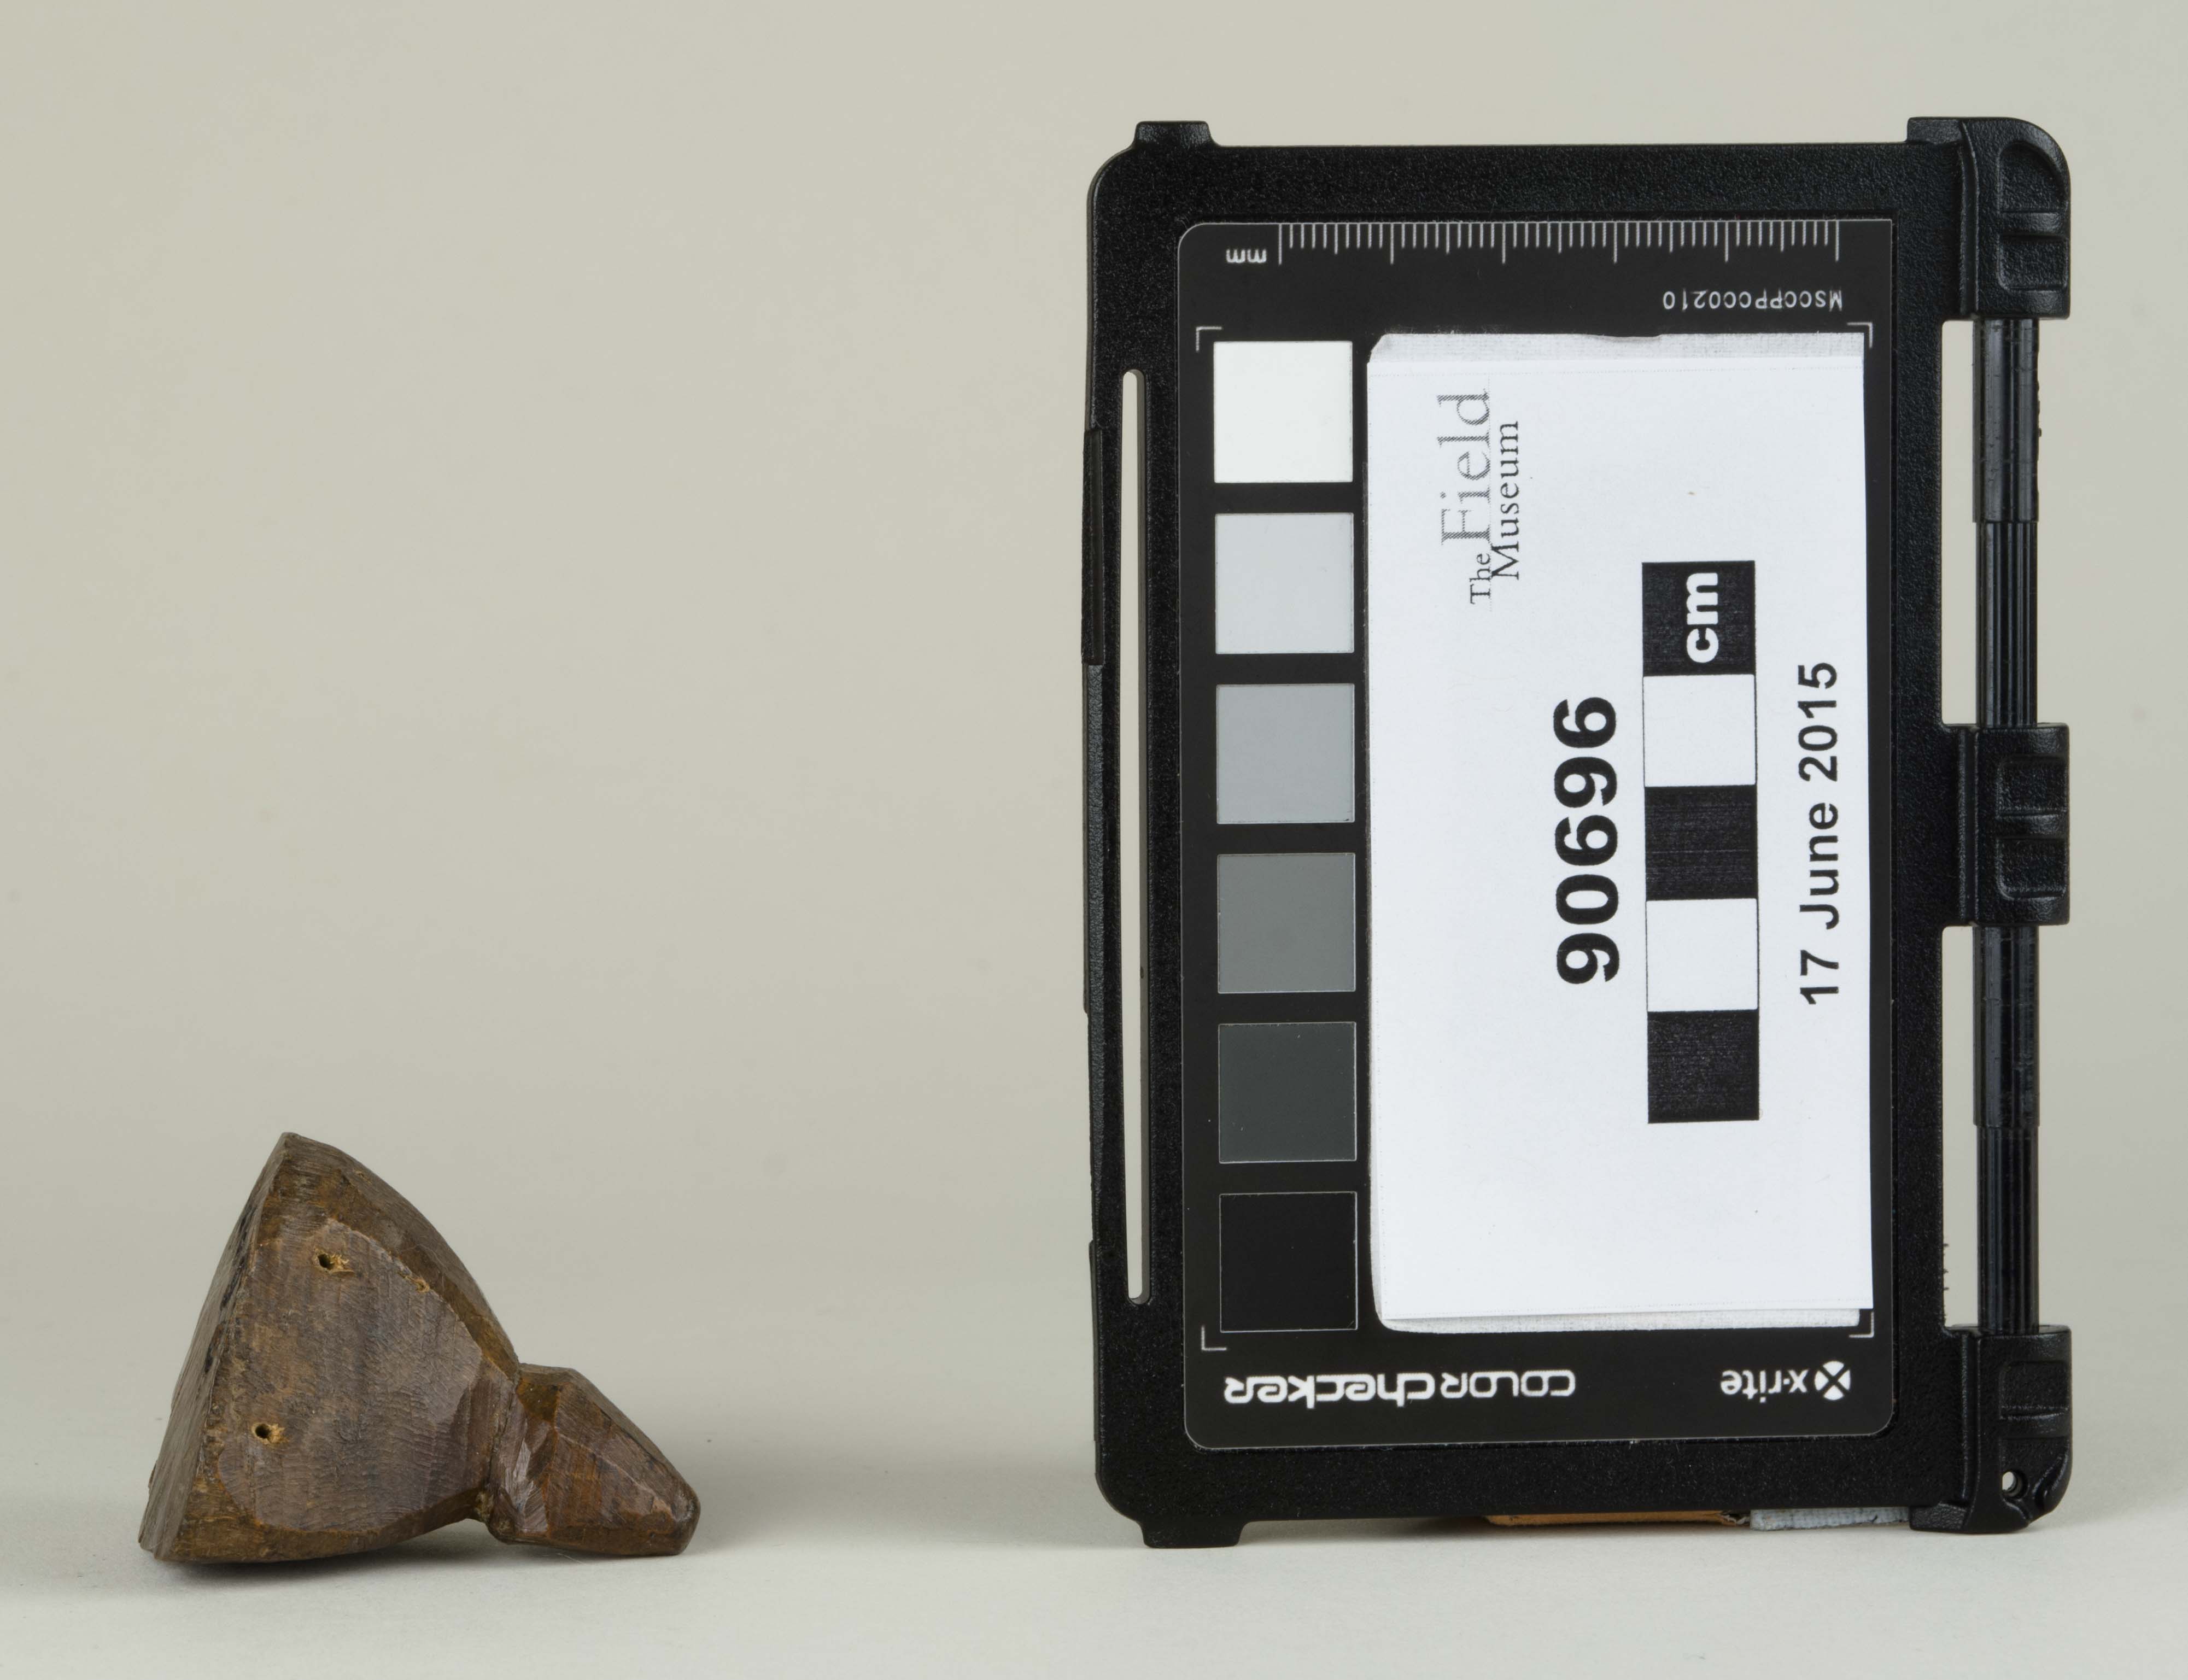 mm
MSCCPPCC0210
The Field
Museum
90696
cm
17 June 2015
COLORchecker
x-rite